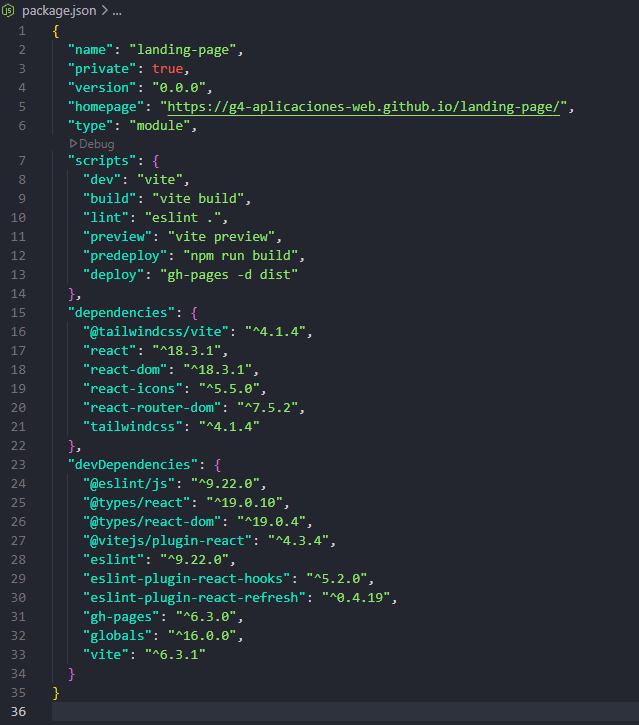 package.json > ...
1 {
2 "name": "landing-page",
3 "private": true,
4 "version": "0.0.0",
5 "homepage": "https://g4-aplicaciones-web.github.io/landing-page/",
6 "type": "module",
Debug
7 "scripts": {
8 "dev": "vite",
9 "build": "vite build",
10 "lint": "eslint .",
11 "preview": "vite preview",
12 "predeploy": "npm run build",
13 "deploy": "gh-pages -d dist"
14 },
15 "dependencies": {
16 "@tailwindcss/vite": "^4.1.4",
17 "react": "^18.3.1",
18 "react-dom": "^18.3.1",
19 "react-icons": "^5.5.0",
20 "react-router-dom": "^7.5.2",
21 "tailwindcss": "^4.1.4"
22 },
23 "devDependencies": {
24 "@eslint/js": "^9.22.0",
25 "@types/react": "^19.0.10",
26 "@types/react-dom": "^19.0.4",
27 "@vitejs/plugin-react": "^4.3.4",
28 "eslint": "^9.22.0",
29 "eslint-plugin-react-hooks": "^5.2.0",
30 "eslint-plugin-react-refresh": "^0.4.19",
31 "gh-pages": "^6.3.0",
32 "globals": "^16.0.0",
33 "vite": "^6.3.1"
34 }
35 }
36